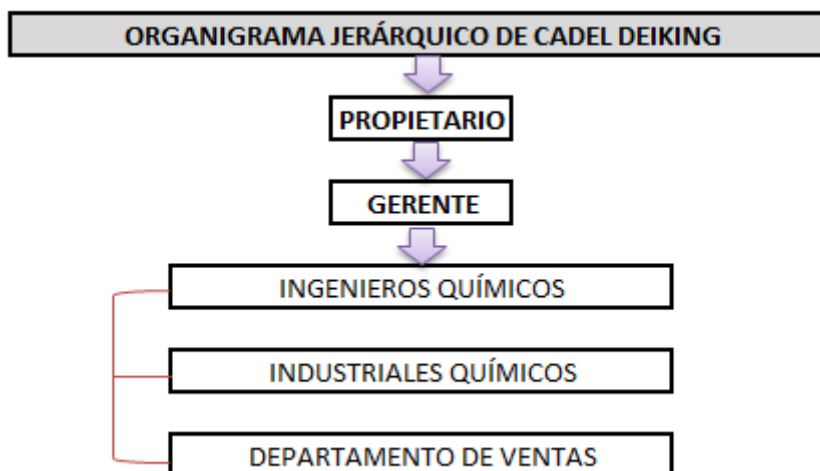 ORGANIGRAMA JERÁRQUICO DE CADEL DEIKING
PROPIETARIO
GERENTE
INGENIEROS QUÍMICOS
INDUSTRIALES QUÍMICOS
DEPARTAMENTO DE VENTAS